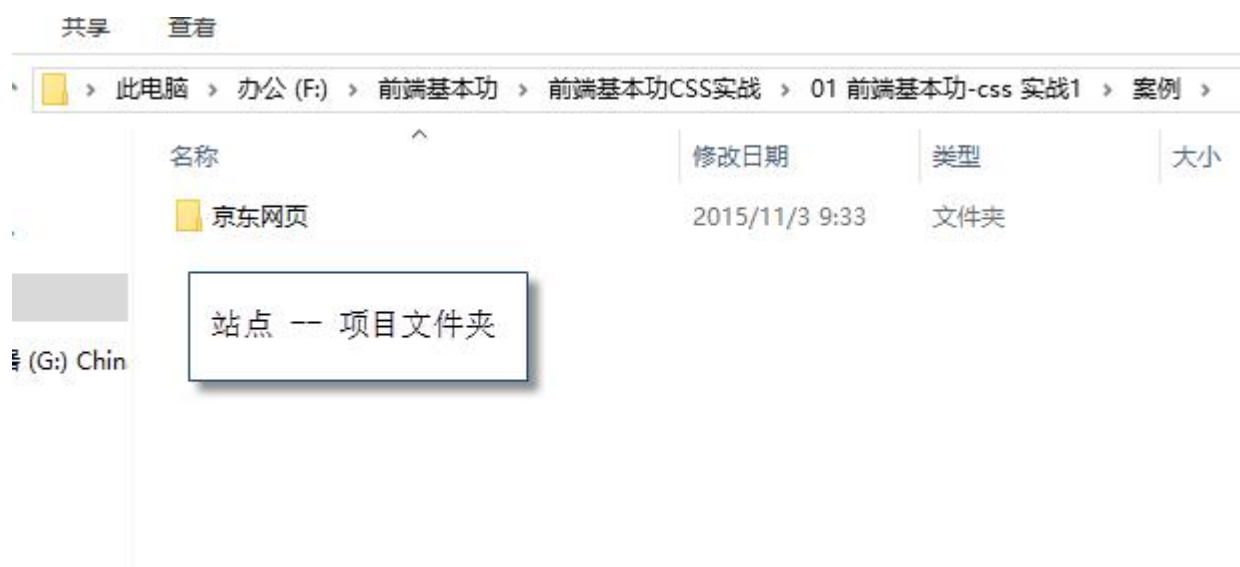 共享 查看
此电脑 › 办公 (F:) › 前端基本功 › 前端基本功CSS实战 › 01 前端基本功-css 实战1 › 案例 ›
名称 修改日期 类型 大小
京东网页 2015/11/3 9:33 文件夹
站点 -- 项目文件夹
(G:) Chin